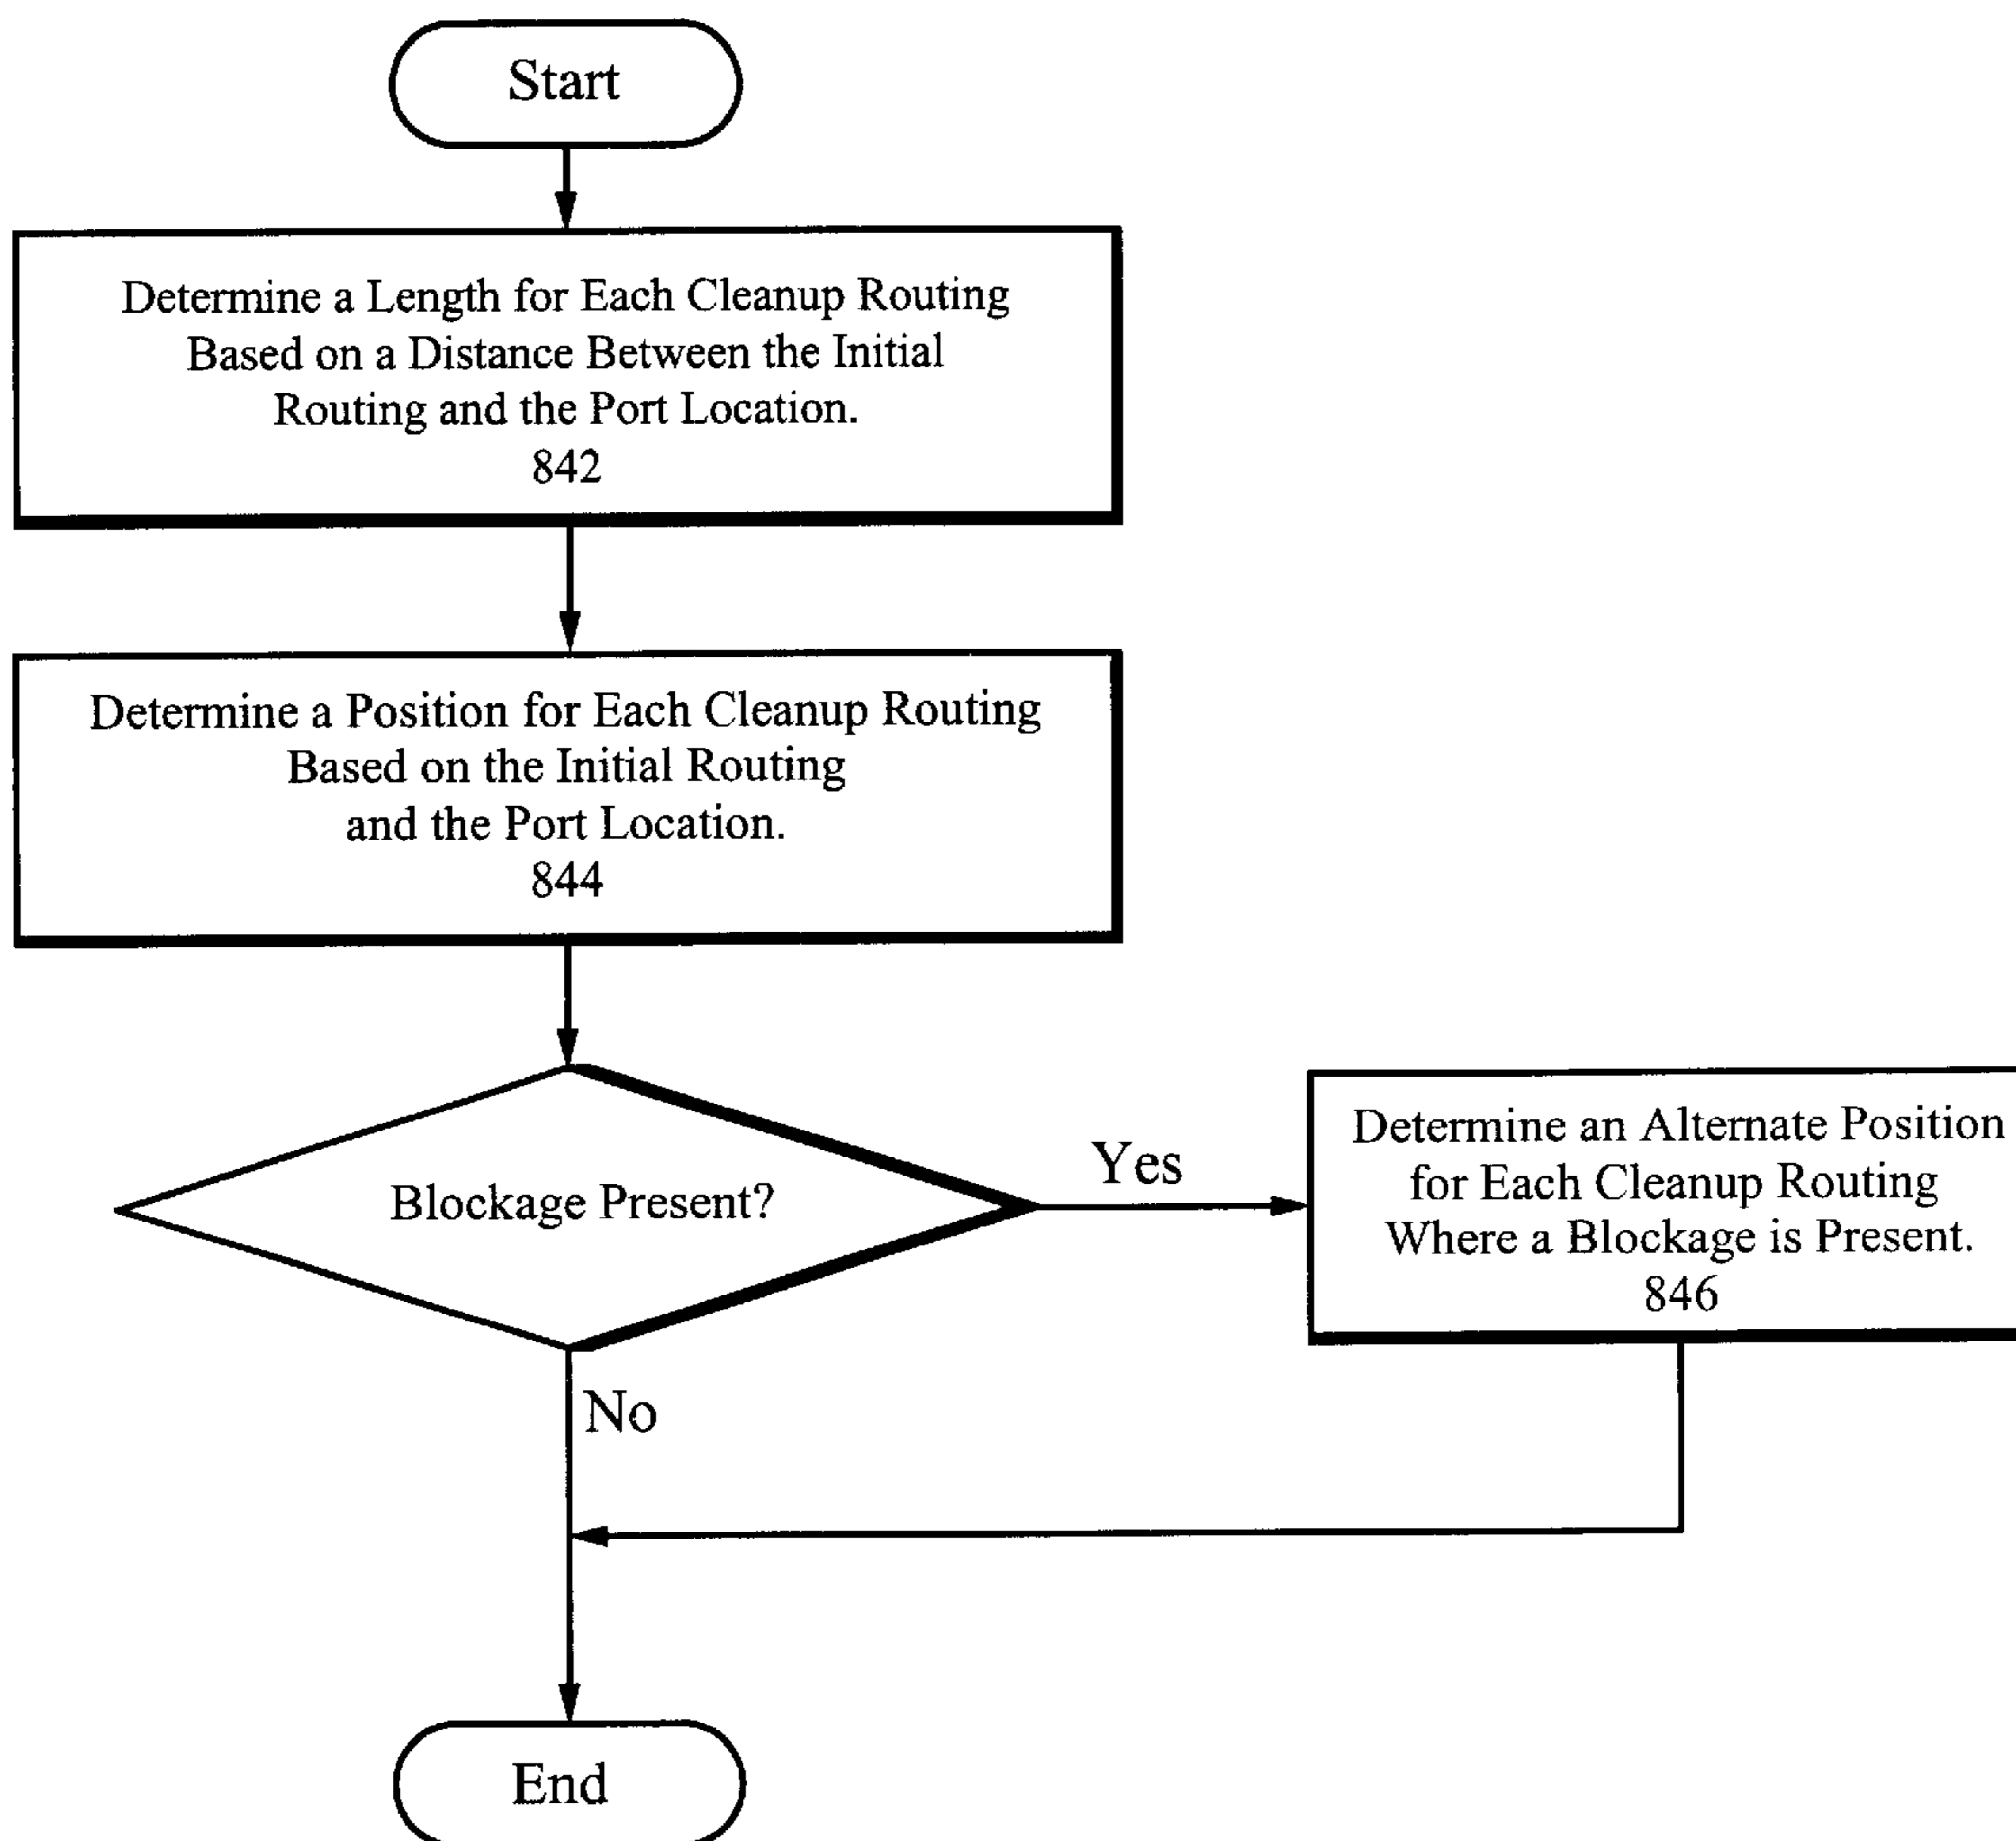 Start
Determine a Length for Each Cleanup Routing
Based on a Distance Between the Initial
Routing and the Port Location.
842
Determine a Position for Each Cleanup Routing
Based on the Initial Routing
and the Port Location.
844
Blockage Present?
Yes
Determine an Alternate Position
for Each Cleanup Routing
Where a Blockage is Present.
846
No
End